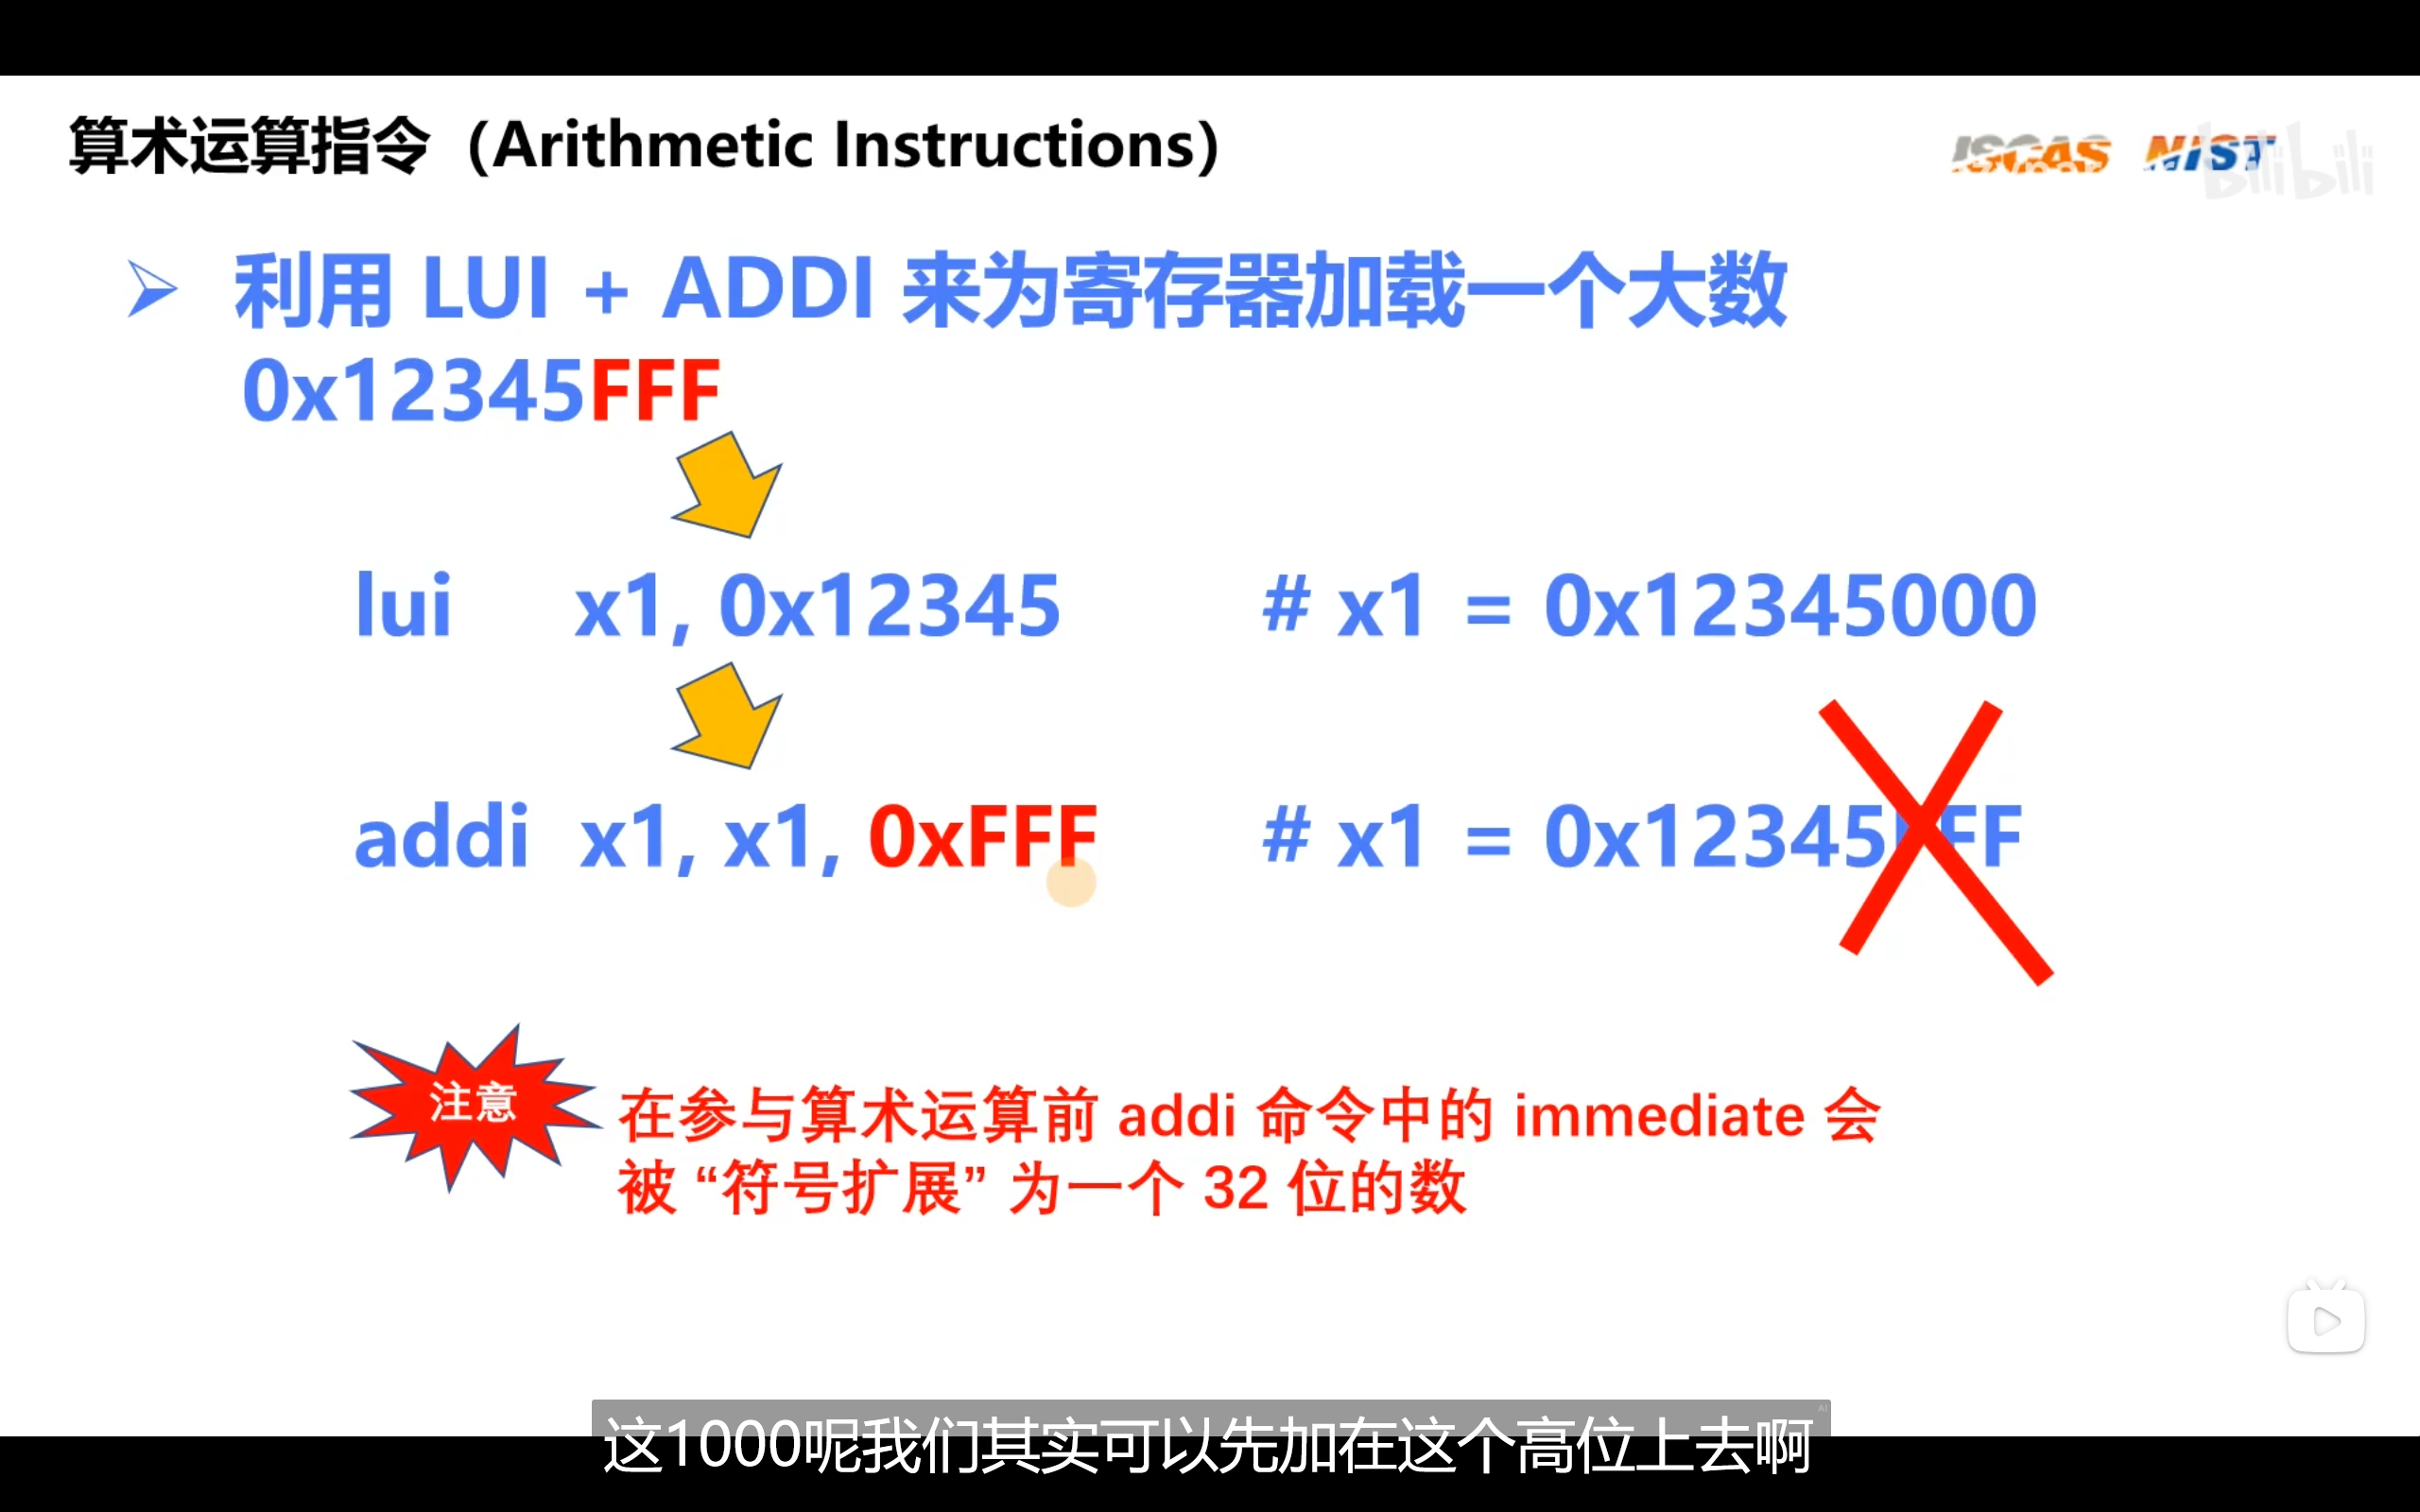 算术运算指令（Arithmetic Instructions）
ISCAS NIST bilibili
利用 LUI + ADDI 来为寄存器加载一个大数
0x12345FFF
lui x1, 0x12345 # x1 = 0x12345000
addi x1, x1, 0xFFF # x1 = 0x12345FFF
注意
在参与算术运算前 addi 命令中的 immediate 会
被 “符号扩展” 为一个 32 位的数
AI
这1000呢我们其实可以先加在这个高位上去啊